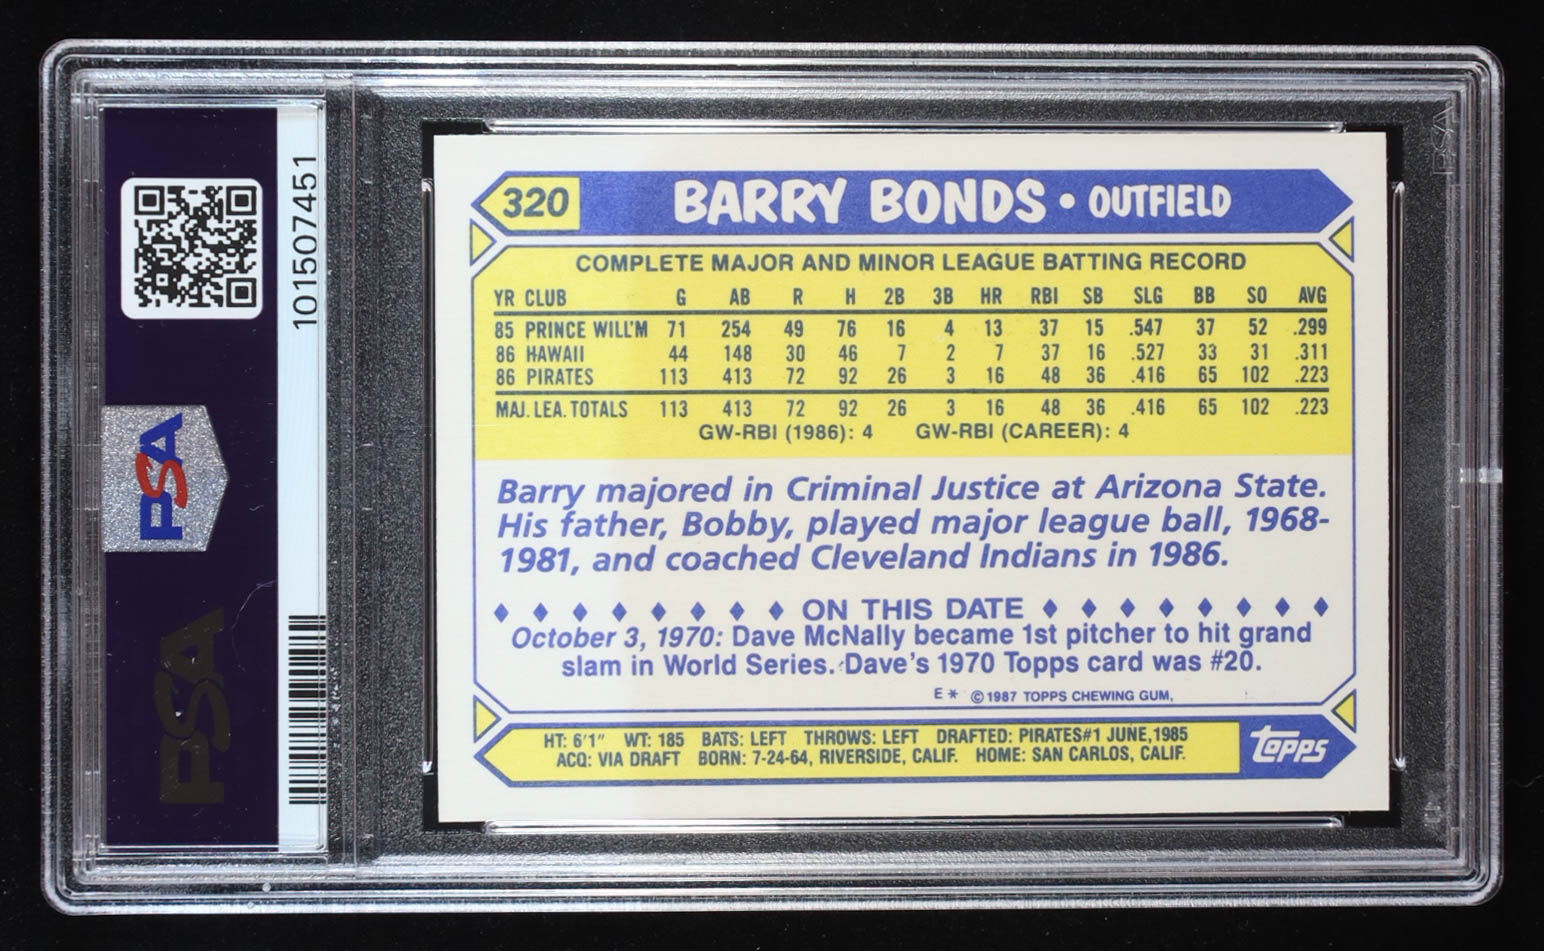 PSA
101507451
PSA
320 BARRY BONDS • OUTFIELD
COMPLETE MAJOR AND MINOR LEAGUE BATTING RECORD
YR CLUB G AB R H 2B 3B HR RBI SB SLG BB SO AVG
85 PRINCE WILL'M 71 254 49 76 16 4 13 37 15 .547 37 52 .299
86 HAWAII 44 148 30 46 7 2 7 37 16 .527 33 31 .311
86 PIRATES 113 413 72 92 26 3 16 48 36 .416 65 102 .223
MAJ. LEA. TOTALS 113 413 72 92 26 3 16 48 36 .416 65 102 .223
GW-RBI (1986): 4 GW-RBI (CAREER): 4
Barry majored in Criminal Justice at Arizona State.
His father, Bobby, played major league ball, 1968-
1981, and coached Cleveland Indians in 1986.
ON THIS DATE
October 3, 1970: Dave McNally became 1st pitcher to hit grand
slam in World Series. Dave's 1970 Topps card was #20.
E* ©1987 TOPPS CHEWING GUM,
HT: 6'1" WT: 185 BATS: LEFT THROWS: LEFT DRAFTED: PIRATES#1 JUNE,1985
ACQ: VIA DRAFT BORN: 7-24-64, RIVERSIDE, CALIF. HOME: SAN CARLOS, CALIF.
topps
PSA